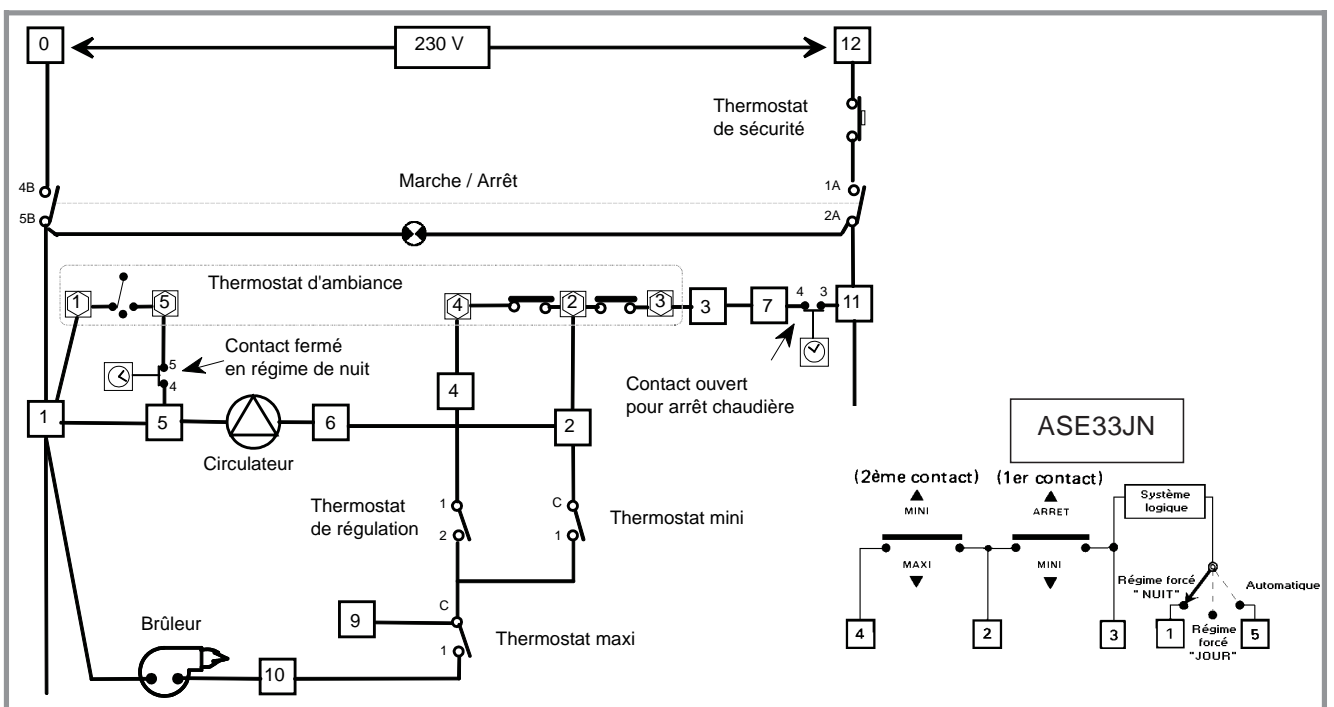 0
230 V
12
Thermostat
de sécurité
4B
Marche / Arrêt
1A
5B
2A
Thermostat d'ambiance
1
5
4
2
3
3
7
4
3
11
Contact fermé
en régime de nuit
5
4
Contact ouvert
pour arrêt chaudière
4
1
5
6
2
Circulateur
ASE33JN
Thermostat
de régulation
1
2
C
1
Thermostat mini
(2ème contact)
(1er contact)
MINI
ARRET
Système
logique
MAXI
MINI
Régime forcé
" NUIT"
Automatique
4
2
3
1
Régime
forcé
"JOUR"
5
Brûleur
9
C
1
Thermostat maxi
10